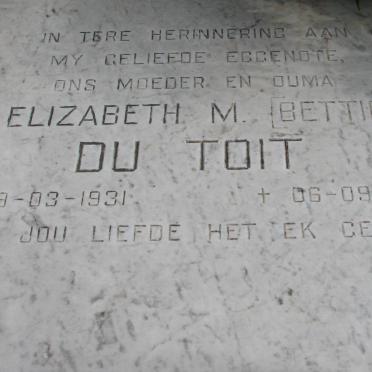 IN TERE HERINNERING AAN
MY GELIEFDE EGGENOTE,
ONS MOEDER EN OUMA
ELIZABETH M. (BETTI
DU TOIT
-03-1931 + 06-09
JOU LIEFDE HET EK GE